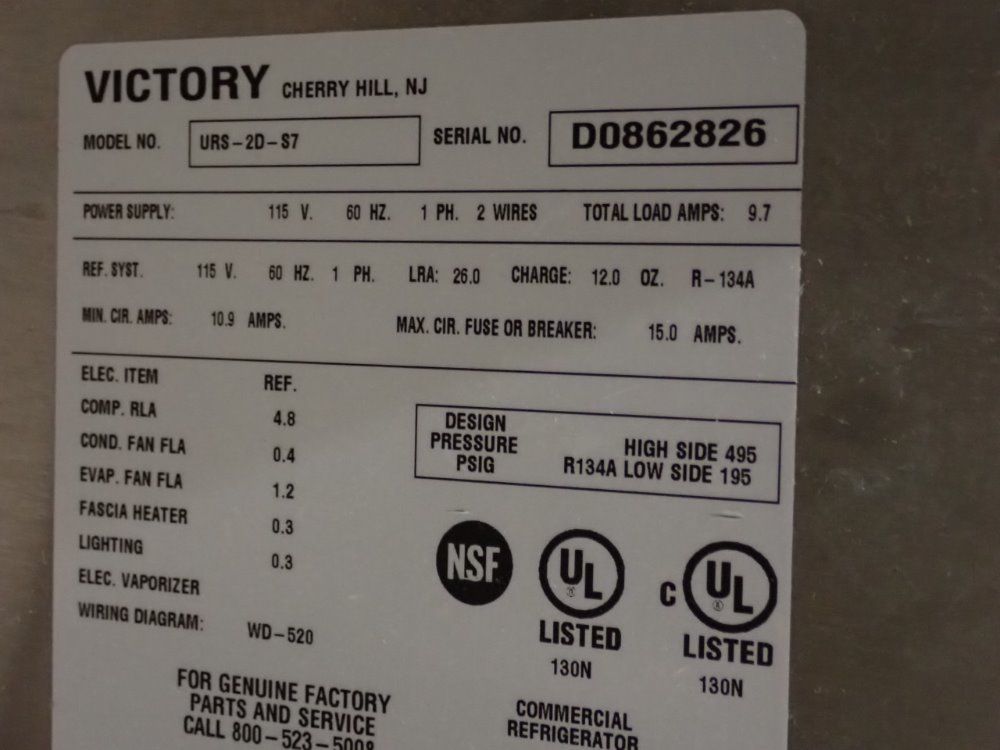 VICTORY CHERRY HILL, NJ
MODEL NO. URS-2D-S7 SERIAL NO. D0862826
POWER SUPPLY: 115 V. 60 HZ. 1 PH. 2 WIRES TOTAL LOAD AMPS: 9.7
REF. SYST. 115 V. 60 HZ. 1 PH. LRA: 26.0 CHARGE: 12.0 OZ. R-134A
MIN. CIR. AMPS: 10.9 AMPS. MAX. CIR. FUSE OR BREAKER: 15.0 AMPS.
ELEC. ITEM REF.
COMP. RLA 4.8
COND. FAN FLA 0.4
EVAP. FAN FLA 1.2
FASCIA HEATER 0.3
LIGHTING 0.3
ELEC. VAPORIZER
WIRING DIAGRAM: WD-520
DESIGN
PRESSURE
PSIG
HIGH SIDE 495
R134A LOW SIDE 195
NSF
UL
LISTED
130N
C UL
LISTED
130N
FOR GENUINE FACTORY
PARTS AND SERVICE
CALL 800-523-5008
COMMERCIAL
REFRIGERATOR